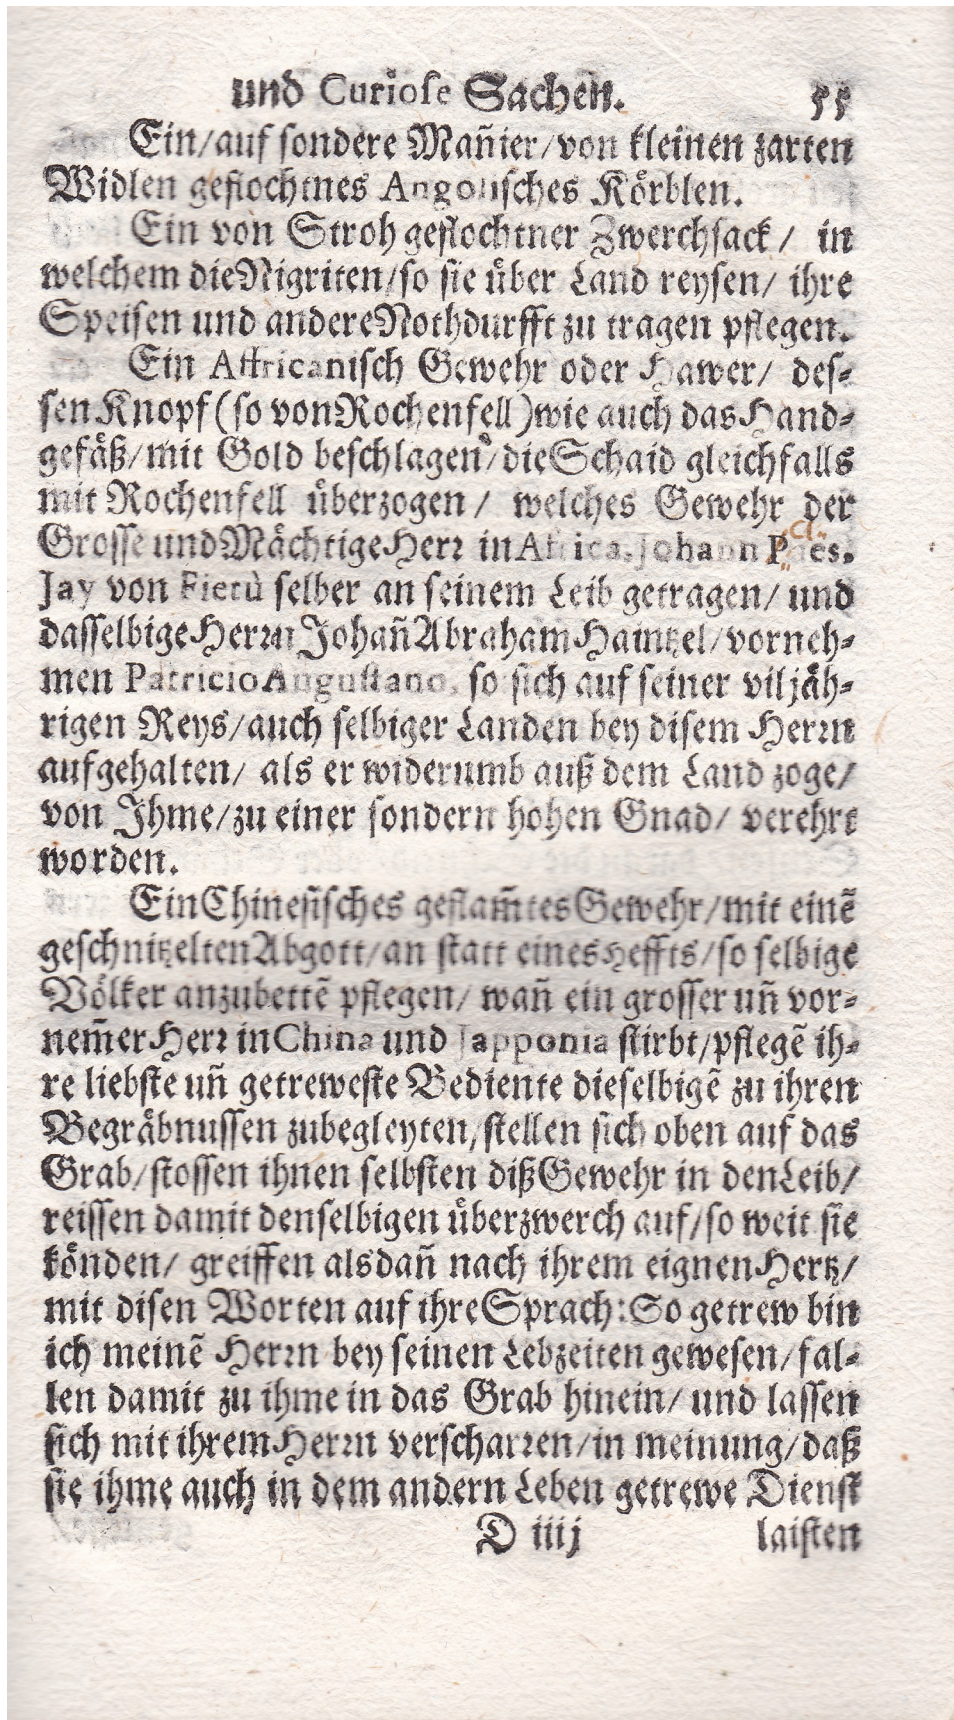 und Curiose Sachen. 55
Ein/auf sondere Mañier/von kleinen zarten
Widlen geflochtnes Angolisches Körblen.
Ein von Stroh geflochtner Zwerchsack/ in
welchem die Nigriten/so sie über Land reysen/ ihre
Speisen und andere Nothdurfft zu tragen pflegen.
Ein Affricanisch Gewehr oder Hawer/ des-
sen Knopf (so von Rochenfell) wie auch das Hand-
gefäß/mit Gold beschlagen/die Schaid gleichfalls
mit Rochenfell überzogen/ welches Gewehr der
Grosse und Mächtige Herr in Affrica, Johann
Jay von Fietù selber an seinem Leib getragen/ und
dasselbige Herrn Johañ Abraham Haintzel/vorneh-
men Patricio Augustano, so sich auf seiner vil jäh-
rigen Reys/auch selbiger Landen bey disem Herrn
aufgehalten/ als er widerumb auß dem Land zoge/
von Ihme/zu einer sondern hohen Gnad/ verehrt
worden.
Ein Chinesisches geflam̃tes Gewehr/mit einẽ
geschnitzelten Abgott/an statt eines Heffts/so selbige
Völker anzubettẽ pflegen/ wañ ein grosser uñ vor-
nem̃er Herr in China und Japponia stirbt/pflegẽ ih-
re liebste uñ getreweste Bediente dieselbigẽ zu ihren
Begräbnussen zubegleyten/stellen sich oben auf das
Grab/stossen ihnen selbsten diß Gewehr in den Leib/
reissen damit denselbigen überzwerch auf/so weit sie
könden/ greiffen alsdañ nach ihrem eignen Hertz/
mit disen Worten auf ihre Sprach: So getrew bin
ich meinẽ Herrn bey seinen Lebzeiten gewesen/fal-
len damit zu ihme in das Grab hinein/ und lassen
sich mit ihrem Herrn verscharren/in meinung/daß
sie ihme auch in dem andern Leben getrewe Dienst
D iiij laisten